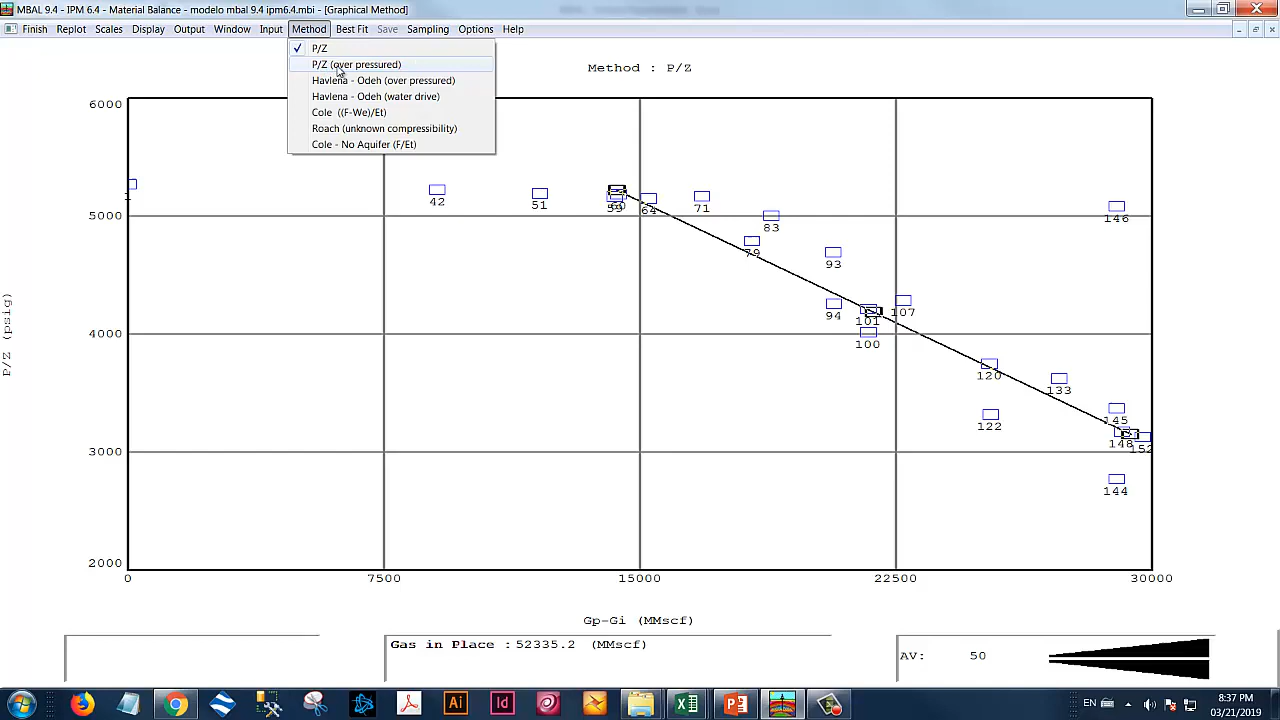 MBAL 9.4 - IPM 6.4 - Material Balance - modelo mbal 9.4 ipm6.4.mbi - [Graphical Method]
Finish Replot Scales Display Output Window Input Method Best Fit Save Sampling Options Help
P/Z
P/Z (over pressured)
Havlena - Odeh (over pressured)
Havlena - Odeh (water drive)
Cole ((F-We)/Et)
Roach (unknown compressibility)
Cole - No Aquifer (F/Et)
Method : P/Z
6000
5000
4000
3000
2000
P/Z (psig)
42
51
64
71
83
79
93
94
101
107
100
120
133
122
146
145
148
152
144
0 7500 15000 22500 30000
Gp-Gi (MMscf)
Gas in Place : 52335.2 (MMscf)
AV: 50
EN
8:37 PM
03/21/2019